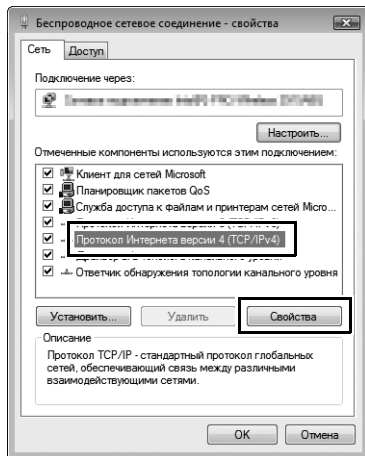 Беспроводное сетевое соединение - свойства
Сеть Доступ
Подключение через:
Настроить...
Отмеченные компоненты используются этим подключением:
Клиент для сетей Microsoft
Планировщик пакетов QoS
Служба доступа к файлам и принтерам сетей Micro...
Протокол Интернета версии 4 (TCP/IPv4)
Ответчик обнаружения топологии канального уровня
Установить... Удалить Свойства
Описание
Протокол TCP/IP - стандартный протокол глобальных
сетей, обеспечивающий связь между различными
взаимодействующими сетями.
OK Отмена